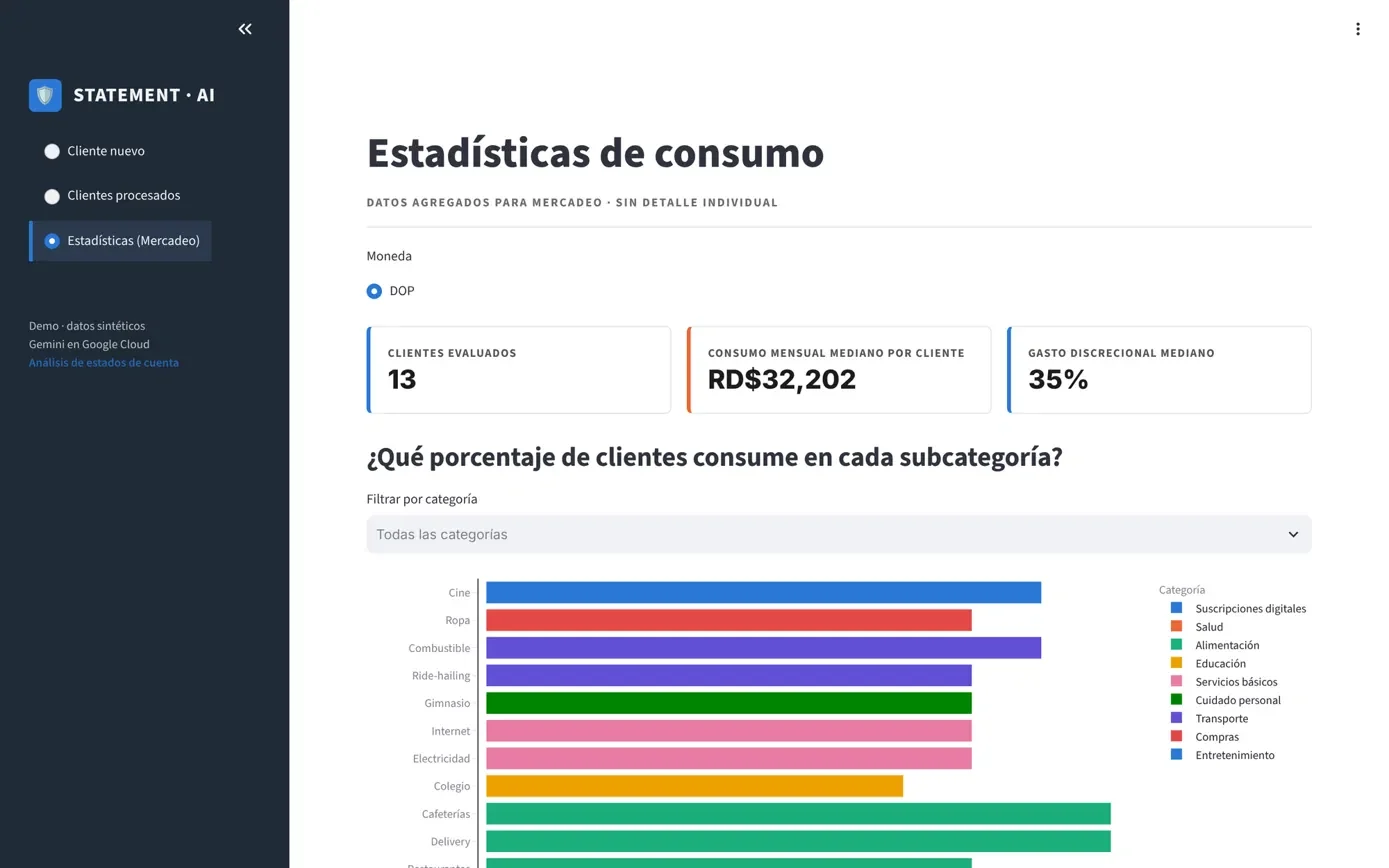 STATEMENT · AI
Cliente nuevo
Clientes procesados
Estadísticas (Mercadeo)
Demo · datos sintéticos
Gemini en Google Cloud
Análisis de estados de cuenta
Estadísticas de consumo
DATOS AGREGADOS PARA MERCADEO · SIN DETALLE INDIVIDUAL
Moneda
DOP
CLIENTES EVALUADOS
13
CONSUMO MENSUAL MEDIANO POR CLIENTE
RD$32,202
GASTO DISCRECIONAL MEDIANO
35%
¿Qué porcentaje de clientes consume en cada subcategoría?
Filtrar por categoría
Todas las categorías
Cine
Ropa
Combustible
Ride-hailing
Gimnasio
Internet
Electricidad
Colegio
Cafeterías
Delivery
Restaurantes
Categoría
Suscripciones digitales
Salud
Alimentación
Educación
Servicios básicos
Cuidado personal
Transporte
Compras
Entretenimiento